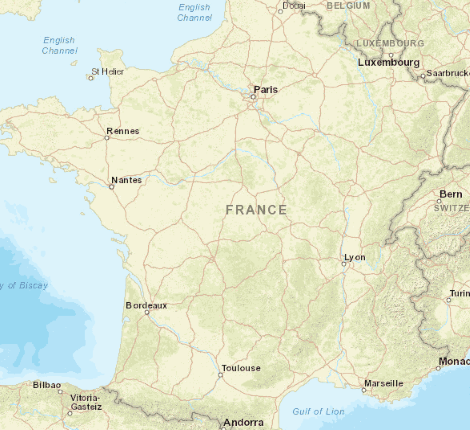 English
Channel
BELGIUM
Douai
English
Channel
LUXEMBOURG
Luxembourg
St Helier
Saarbruck
Paris
Rennes
Nantes
Bern
SWITZE
FRANCE
Lyon
y of Biscay
Turin
Bordeaux
Monac
Toulouse
Marseille
Bilbao
Vitoria-
Gasteiz
Gulf of Lion
Andorra